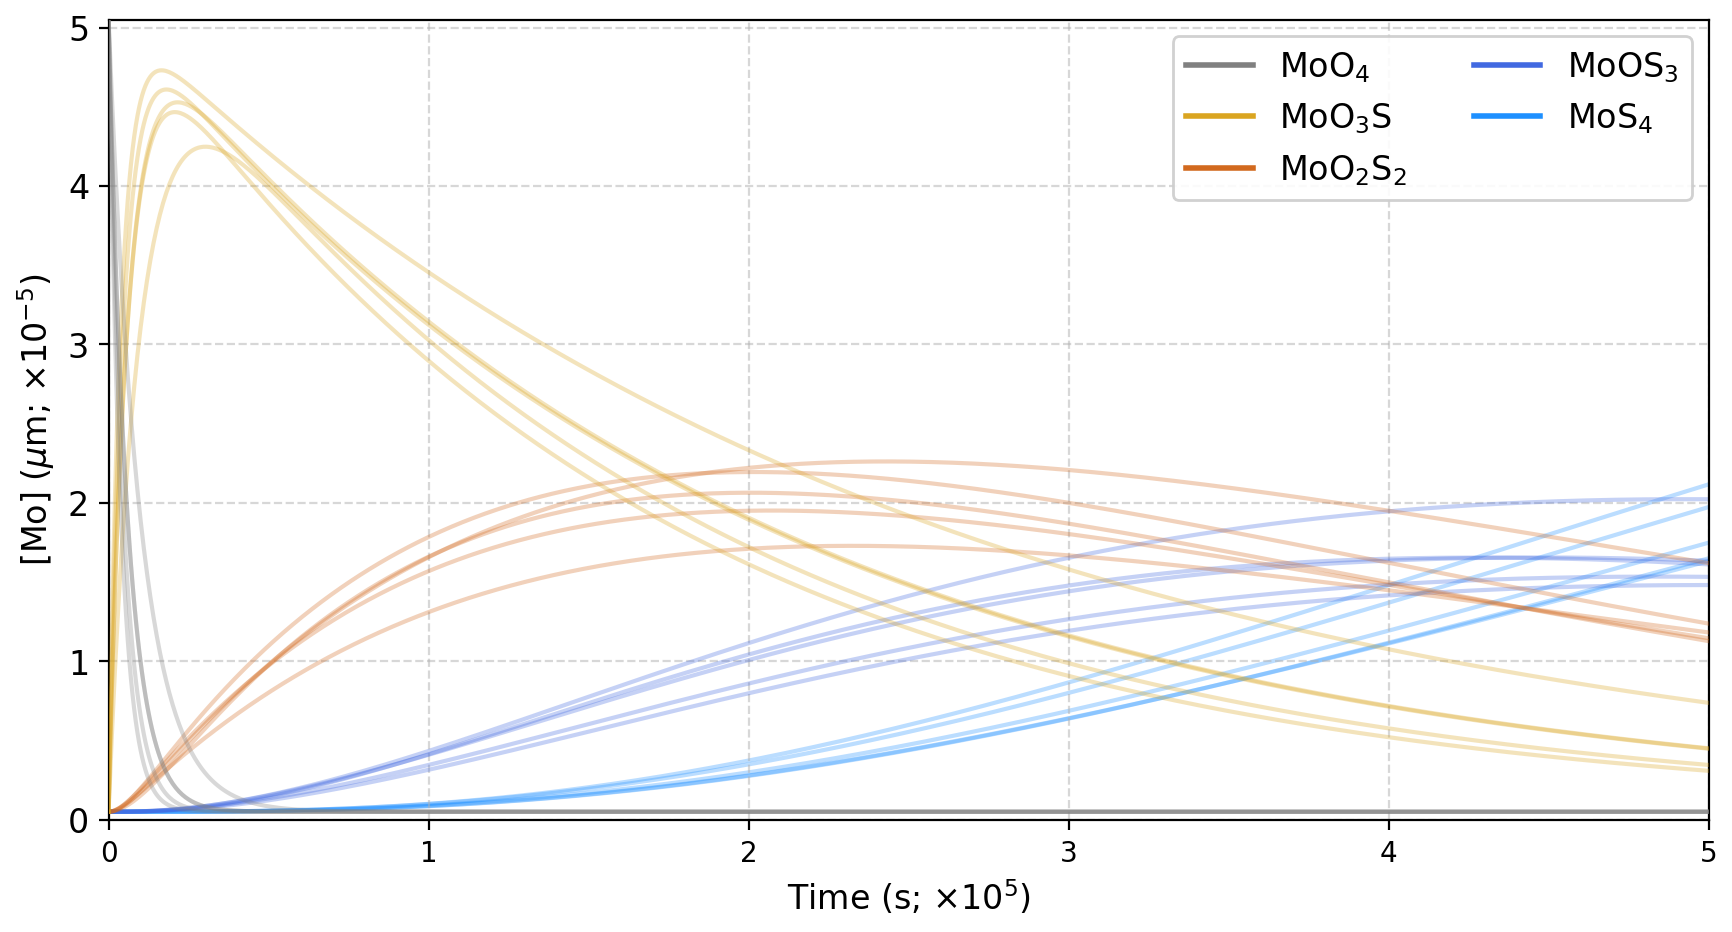 5
4
3
2
1
0
[Mo] (μm; ×10⁻⁵)
MoO₄
MoO₃S
MoO₂S₂
MoOS₃
MoS₄
0 1 2 3 4 5
Time (s; ×10⁵)